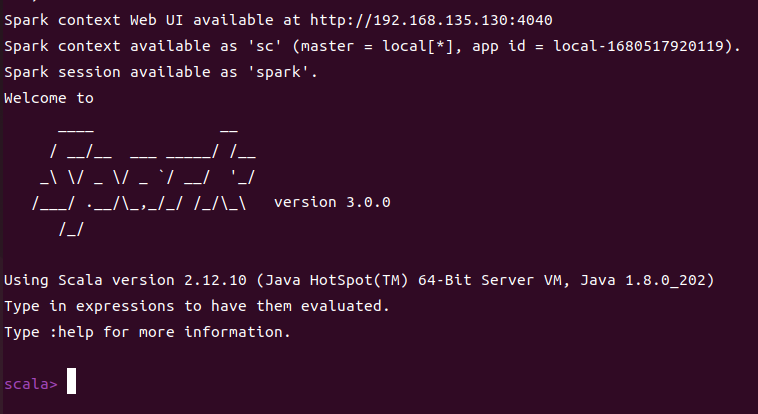 Spark context Web UI available at http://192.168.135.130:4040
Spark context available as 'sc' (master = local[*], app id = local-1680517920119).
Spark session available as 'spark'.
Welcome to
      ____              __
     / __/__  ___ _____/ /__
    _\ \/ _ \/ _ `/ __/  '_/
   /___/ .__/\_,_/_/ /_/\_\   version 3.0.0
      /_/
Using Scala version 2.12.10 (Java HotSpot(TM) 64-Bit Server VM, Java 1.8.0_202)
Type in expressions to have them evaluated.
Type :help for more information.
scala>